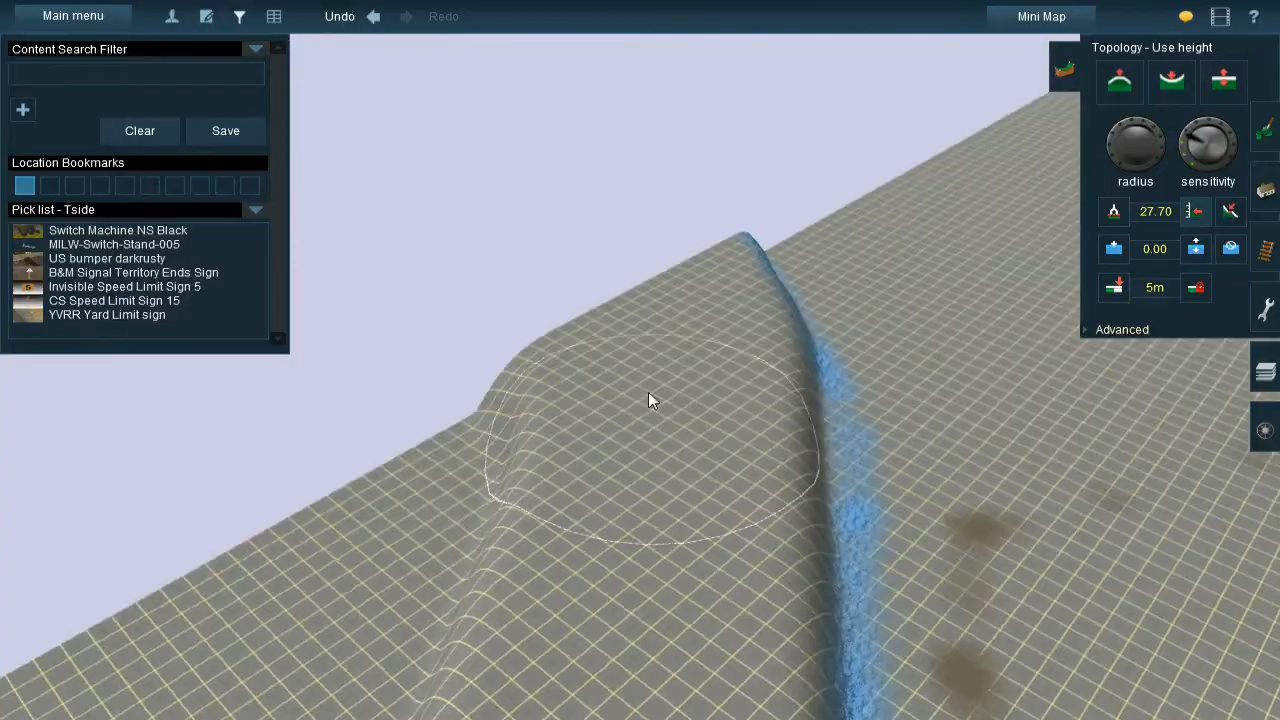 Main menu
Undo
Redo
Mini Map
?
Content Search Filter
Clear
Save
Location Bookmarks
Pick list - Tside
Switch Machine NS Black
MILW-Switch-Stand-005
US bumper darkrusty
B&M Signal Territory Ends Sign
Invisible Speed Limit Sign 5
CS Speed Limit Sign 15
YVRR Yard Limit sign
Topology - Use height
radius
sensitivity
27.70
0.00
5m
Advanced